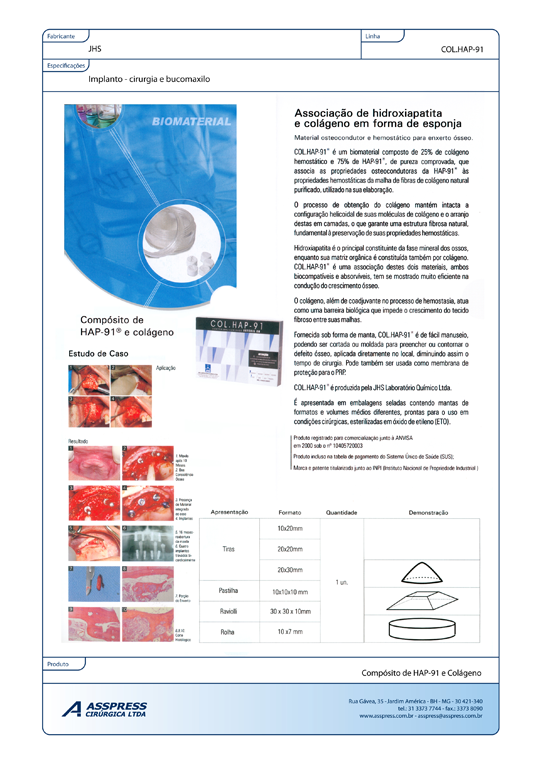 Fabricante
JHS
Linha
COL.HAP-91
Especificações
Implanto - cirurgia e bucomaxilo
BIOMATERIAL
Compósito de
HAP-91® e colágeno
COL.HAP-91
Estudo de Caso
Aplicação
Resultado
Associação de hidroxiapatita
e colágeno em forma de esponja
Material osteocondutor e hemostático para enxerto ósseo.
COL.HAP-91® é um biomaterial composto de 25% de colágeno
hemostático e 75% de HAP-91®, de pureza comprovada, que
associa as propriedades osteocondutoras da HAP-91® às
propriedades hemostáticas da malha de fibras de colágeno natural
purificado, utilizado na sua elaboração.
O processo de obtenção do colágeno mantém intacta a
configuração helicoidal de suas moléculas de colágeno e o arranjo
destas em camadas, o que garante uma estrutura fibrosa natural,
fundamental à preservação de suas propriedades hemostáticas.
Hidroxiapatita é o principal constituinte da fase mineral dos ossos,
enquanto sua matriz orgânica é constituída também por colágeno.
COL.HAP-91® é uma associação destes dois materiais, ambos
biocompatíveis e absorvíveis, tem se mostrado muito eficiente na
condução do crescimento ósseo.
O colágeno, além de coadjuvante no processo de hemostasia, atua
como uma barreira biológica que impede o crescimento do tecido
fibroso entre suas malhas.
Fornecida sob forma de manta, COL.HAP-91® é de fácil manuseio,
podendo ser cortada ou moldada para preencher ou contornar o
defeito ósseo, aplicada diretamente no local, diminuindo assim o
tempo de cirurgia. Pode também ser usada como membrana de
proteção para o PRP.
COL.HAP-91® é produzida pela JHS Laboratório Químico Ltda.
É apresentada em embalagens seladas contendo mantas de
formatos e volumes médios diferentes, prontas para o uso em
condições cirúrgicas, esterilizadas em óxido de etileno (ETO).
Produto registrado para comercialização junto à ANVISA
em 2000 sob o nº 10405720003
Produto incluso na tabela de pagamento do Sistema Único de Saúde (SUS);
Marca e patente titularizado junto ao INPI (Instituto Nacional de Propriedade Industrial )
Apresentação Formato Quantidade Demonstração
10x20mm
Tiras 20x20mm
20x30mm
1 un.
Pastilha 10x10x10 mm
Raviolli 30 x 30 x 10mm
Rolha 10 x7 mm
Produto
Compósito de HAP-91 e Colágeno
ASSPRESS
CIRÚRGICA LTDA
Rua Gávea, 35 -Jardim América - BH - MG - 30 421-340
tel.: 31 3373 7744 - fax.: 3373 8090
www.asspress.com.br - asspress@asspress.com.br